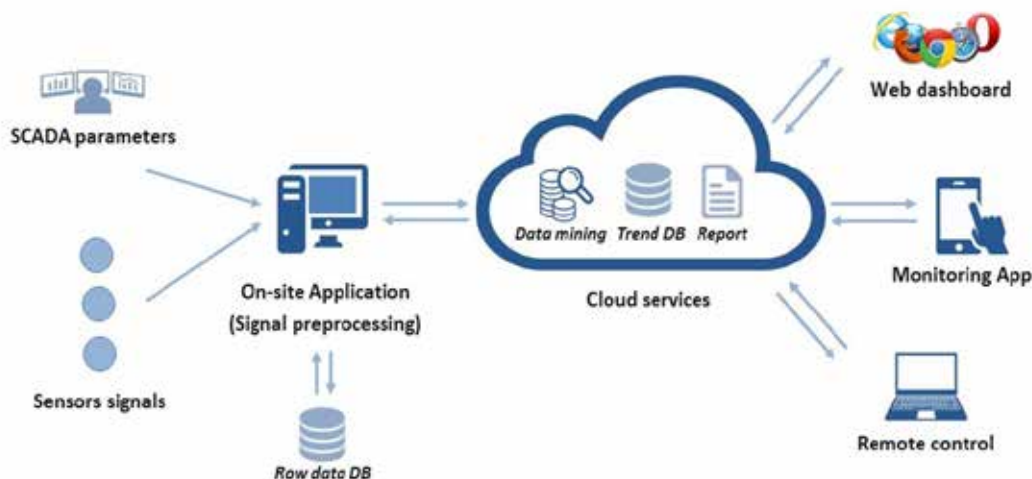 SCADA parameters
Sensors signals
On-site Application
(Signal preprocessing)
Row data DB
Data mining
Trend DB
Report
Cloud services
Web dashboard
Monitoring App
Remote control